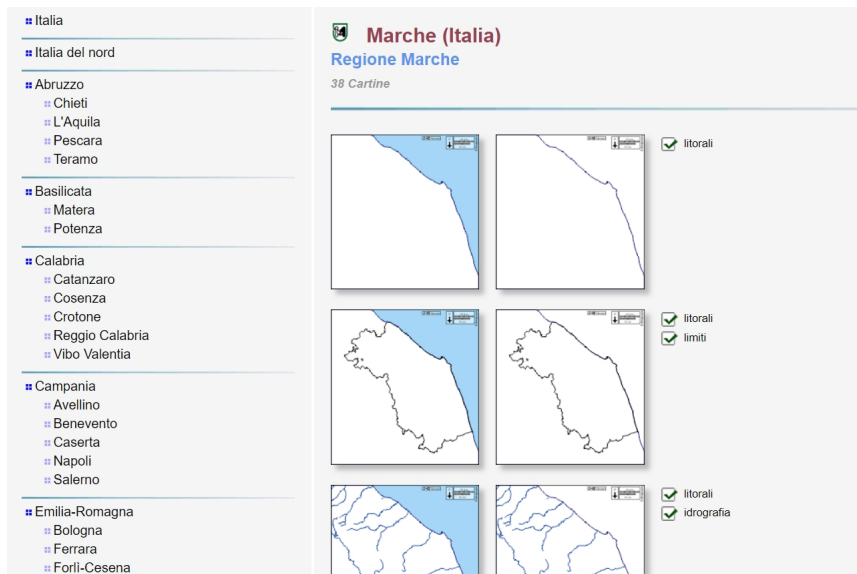 Italia
Italia del nord
Abruzzo
Chieti
L'Aquila
Pescara
Teramo
Basilicata
Matera
Potenza
Calabria
Catanzaro
Cosenza
Crotone
Reggio Calabria
Vibo Valentia
Campania
Avellino
Benevento
Caserta
Napoli
Salerno
Emilia-Romagna
Bologna
Ferrara
Forlì-Cesena
Marche (Italia)
Regione Marche
38 Cartine
litorali
litorali
limiti
litorali
idrografia